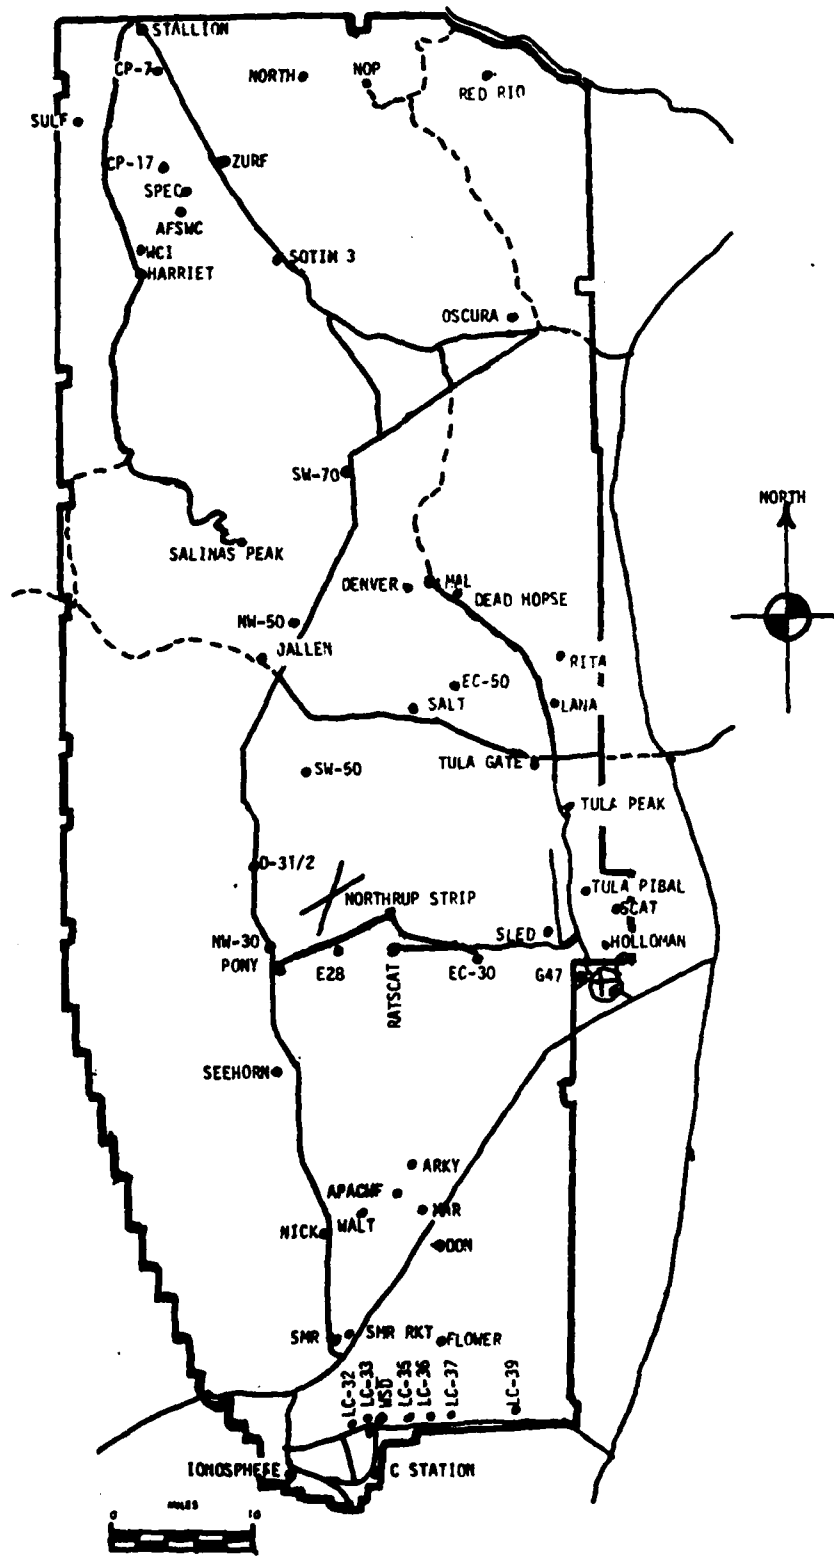 STALLION
CP-7
NORTH
NOP
RED RIO
SULF
CP-17
ZURF
SPEC
AFSWC
WCI
HARRIET
SOTIM 3
OSCURA
SW-70
NORTH
SALINAS PEAK
DENVER
MAL
DEAD HOPSE
NW-50
JALLEN
RITA
EC-50
SALT
LANA
TULA GATE
SW-50
TULA PEAK
D-31/2
NORTHRUP STRIP
TULA PIBAL
SCAT
NW-30
SLED
HOLLOMAN
PONY
E28
RATSCAT
EC-30
G47
SEEHORN
ARKY
APACHF
MAR
NICK
WALT
DON
SMR
SMR RKT
FLOWER
LC-32
LC-33
WSD
LC-35
LC-36
LC-37
LC-39
IONOSPHERE
C STATION
MILES
0 10